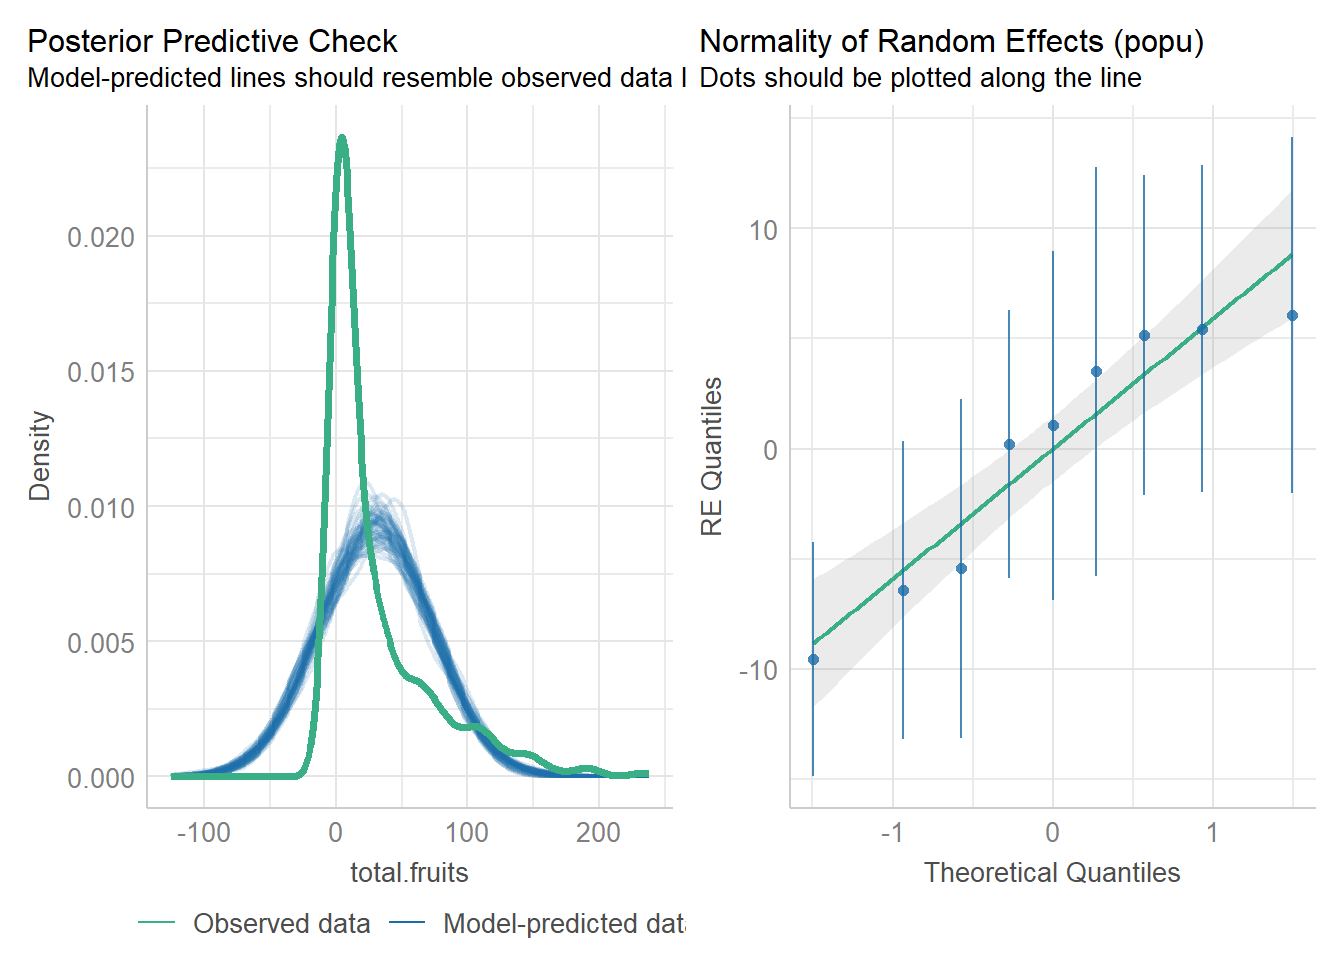 Posterior Predictive Check
Model-predicted lines should resemble observed data
Density
0.020
0.015
0.010
0.005
0.000
-100 0 100 200
total.fruits
Observed data Model-predicted data
Normality of Random Effects (popu)
Dots should be plotted along the line
RE Quantiles
10
0
-10
-1 0 1
Theoretical Quantiles